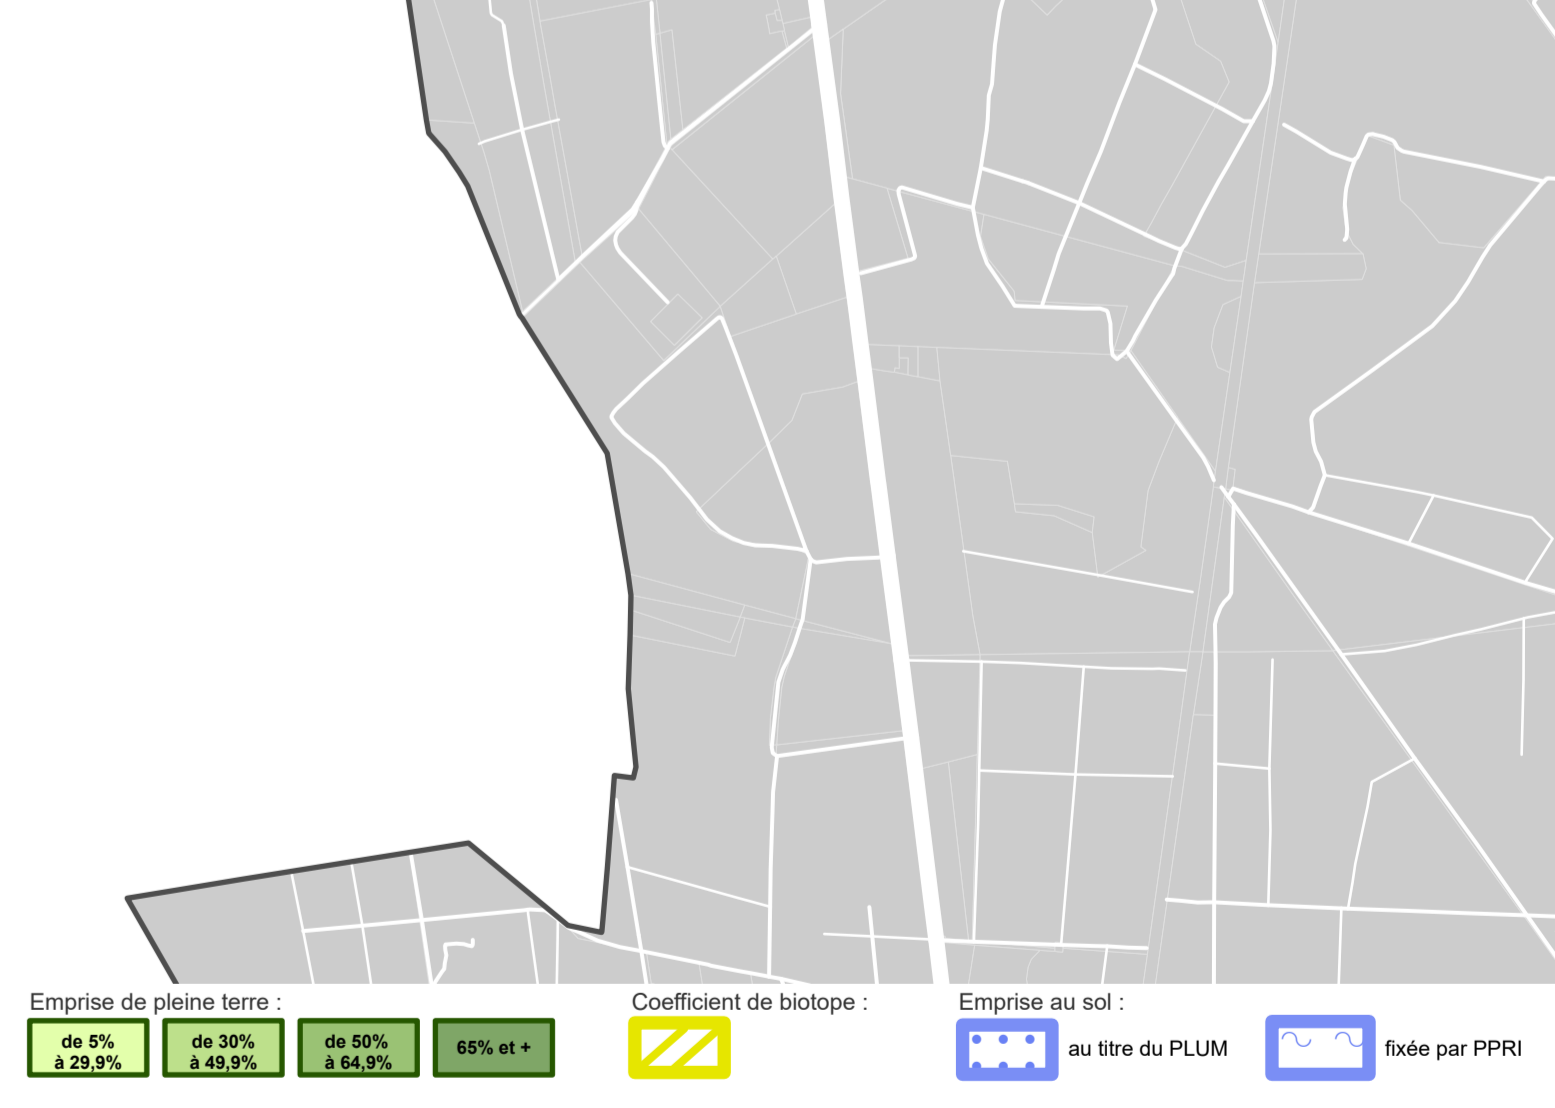 Emprise de pleine terre :
de 5%
à 29,9%
de 30%
à 49,9%
de 50%
à 64,9%
65% et +
Coefficient de biotope :
Emprise au sol :
au titre du PLUM
fixée par PPRI